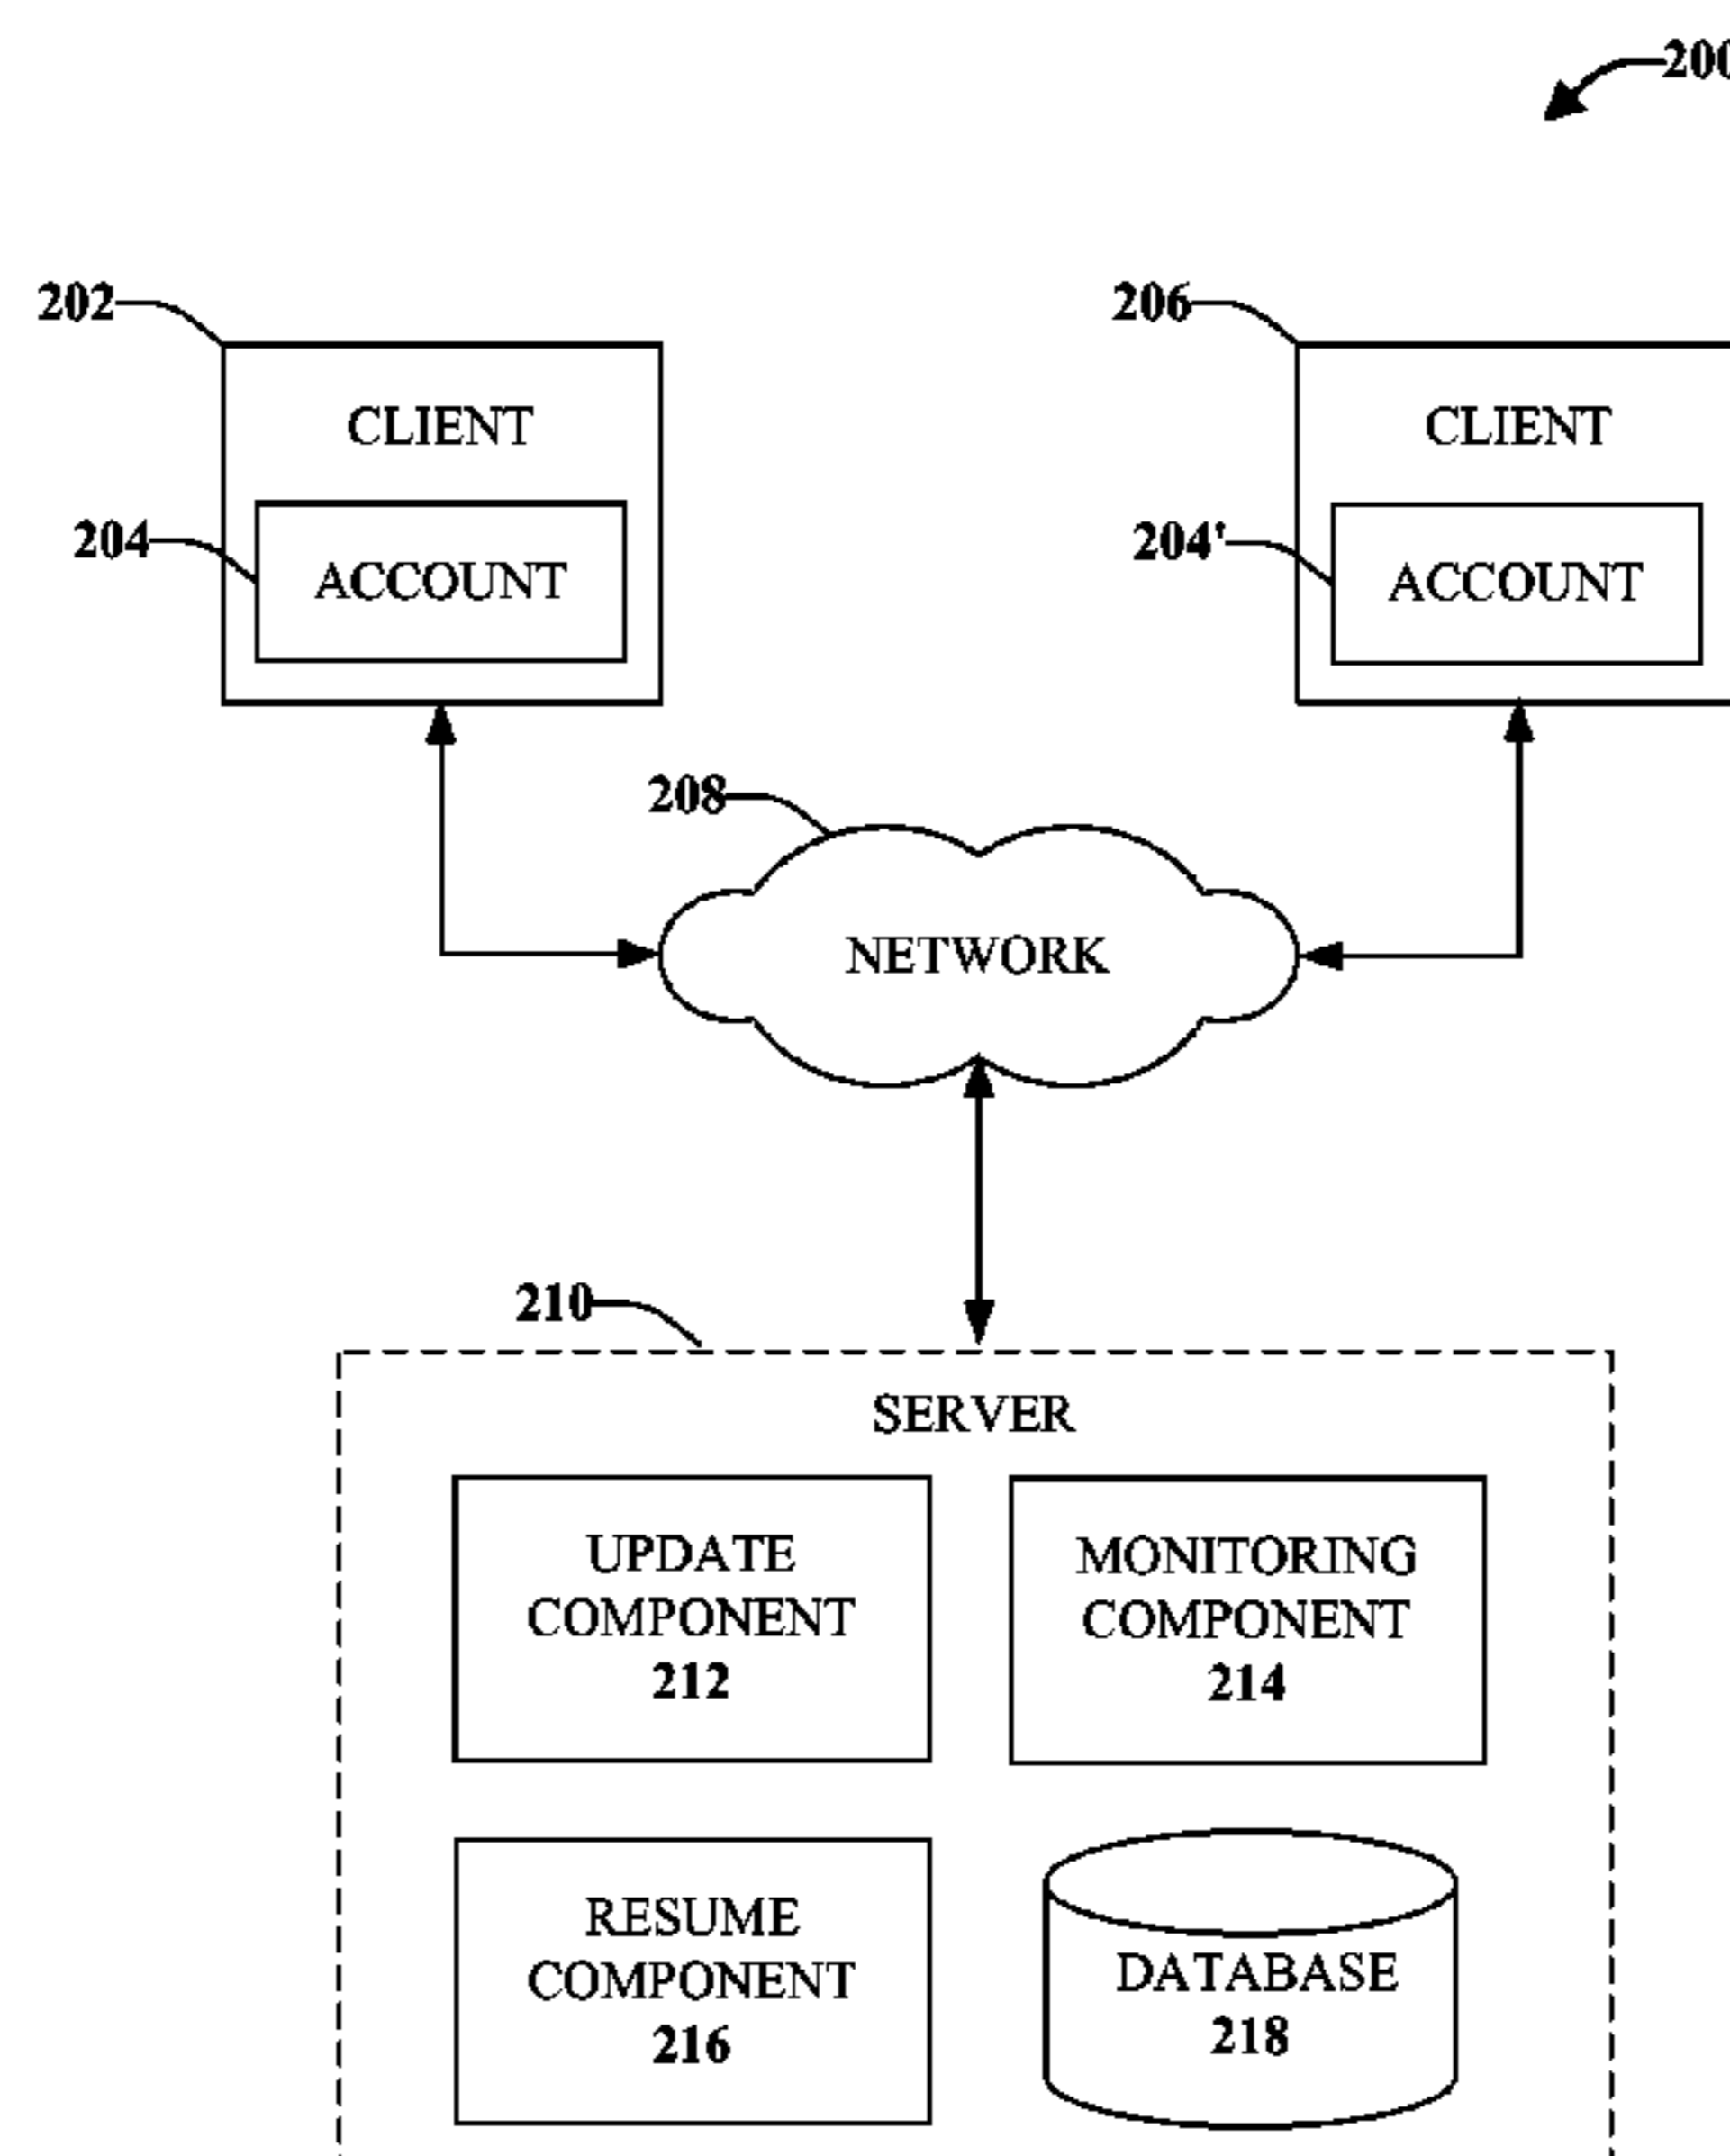 200
202
206
CLIENT
CLIENT
204
204'
ACCOUNT
ACCOUNT
208
NETWORK
210
SERVER
UPDATE
COMPONENT
212
MONITORING
COMPONENT
214
RESUME
COMPONENT
216
DATABASE
218